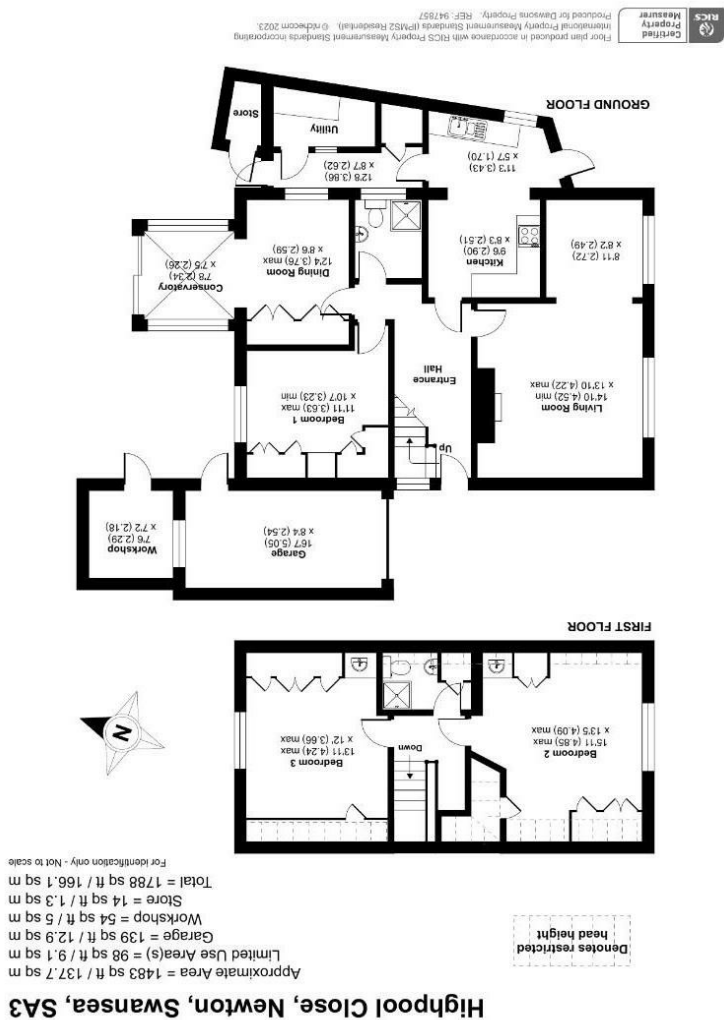 Highpool Close, Newton, Swansea, SA3
Approximate Area = 1483 sq ft / 137.7 sq m
Limited Use Area(s) = 98 sq ft / 9.1 sq m
Garage = 139 sq ft / 12.9 sq m
Workshop = 54 sq ft / 5 sq m
Store = 14 sq ft / 1.3 sq m
Total = 1788 sq ft / 166.1 sq m
For identification only - Not to scale
Denotes restricted
head height
N
Bedroom 2
15'11 (4.85) max
x 13'5 (4.09) max
Down
Bedroom 3
13'11 (4.24) max
x 12' (3.66) max
FIRST FLOOR
Garage
16'7 (5.05)
x 8'4 (2.54)
Workshop
7'6 (2.29)
x 7'2 (2.18)
Up
Living Room
14'10 (4.52) min
x 13'10 (4.22) max
Entrance
Hall
Bedroom 1
11'11 (3.63) max
x 10'7 (3.23) min
8'11 (2.72)
x 8'2 (2.49)
Kitchen
9'6 (2.90)
x 8'3 (2.51)
Dining Room
12'4 (3.76) max
x 8'6 (2.59)
Conservatory
7'8 (2.34)
x 7'5 (2.26)
11'3 (3.43)
x 5'7 (1.70)
12'8 (3.86)
x 8'7 (2.62)
Utility
Store
GROUND FLOOR
RICS
Certified
Property
Measurer
Floor plan produced in accordance with RICS Property Measurement Standards incorporating
International Property Measurement Standards (IPMS2 Residential). © nichecom 2023.
Produced for Dawsons Property. REF: 947857